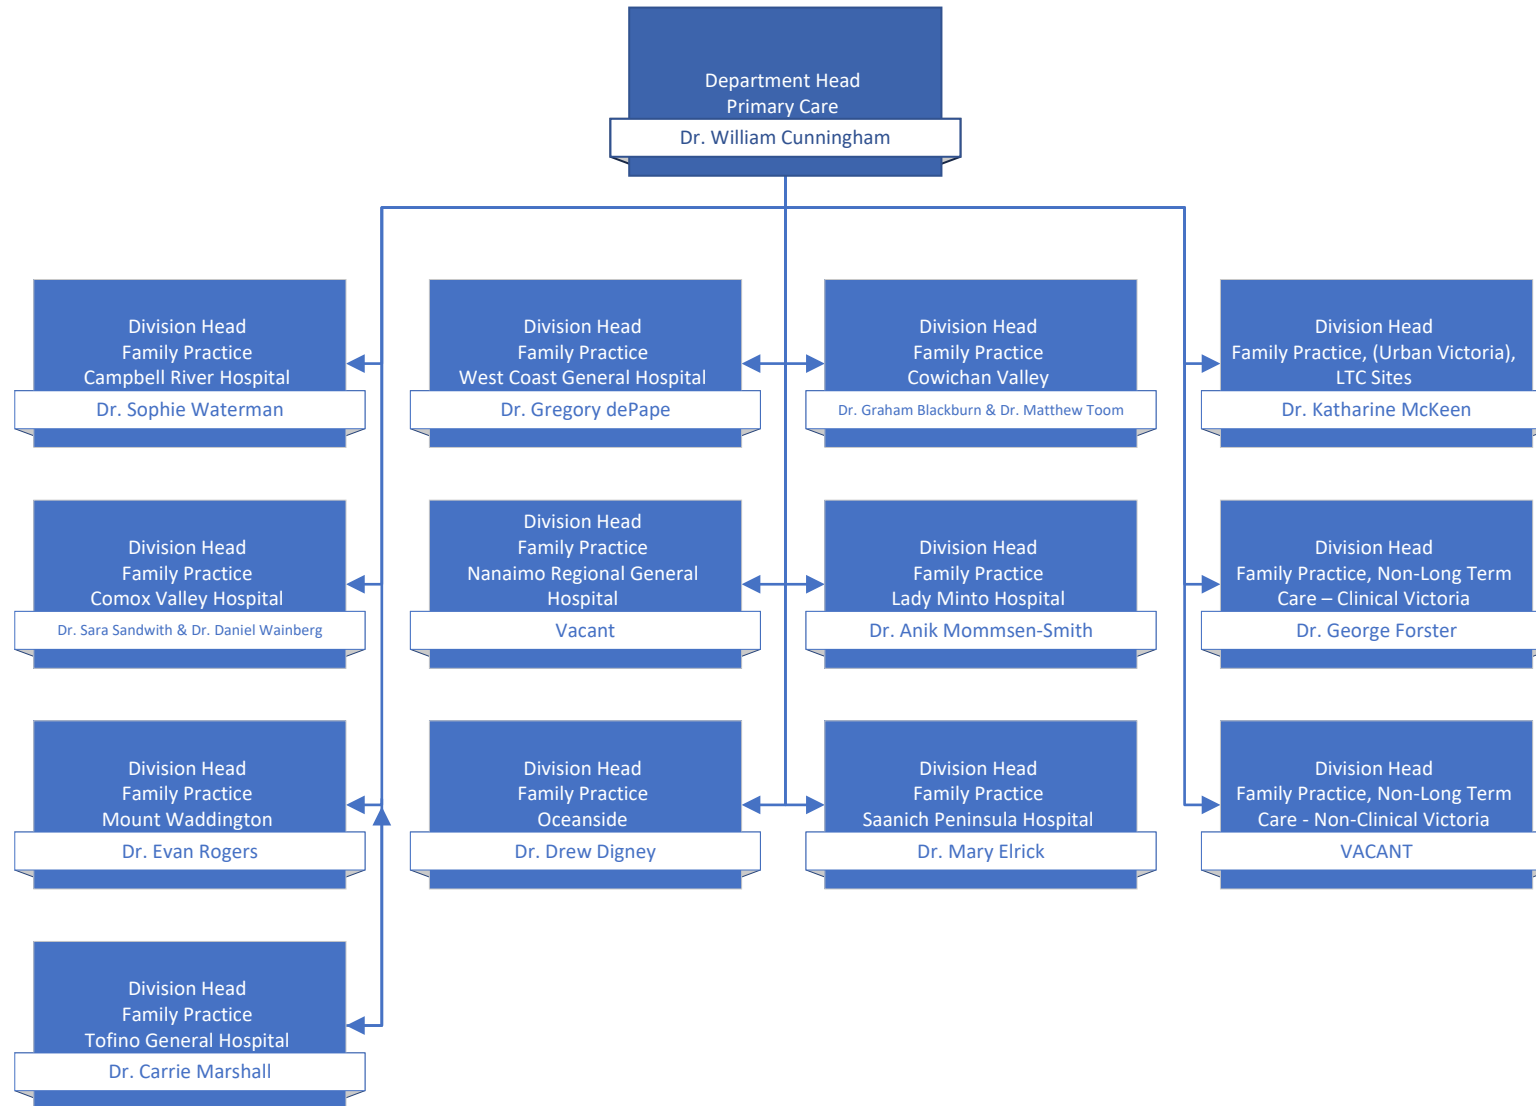 Department Head
Primary Care
Dr. William Cunningham
Division Head
Family Practice
Campbell River Hospital
Dr. Sophie Waterman
Division Head
Family Practice
West Coast General Hospital
Dr. Gregory dePape
Division Head
Family Practice
Cowichan Valley
Dr. Graham Blackburn & Dr. Matthew Toom
Division Head
Family Practice, (Urban Victoria),
LTC Sites
Dr. Katharine McKeen
Division Head
Family Practice
Comox Valley Hospital
Dr. Sara Sandwith & Dr. Daniel Wainberg
Division Head
Family Practice
Nanaimo Regional General
Hospital
Vacant
Division Head
Family Practice
Lady Minto Hospital
Dr. Anik Mommsen-Smith
Division Head
Family Practice, Non-Long Term
Care – Clinical Victoria
Dr. George Forster
Division Head
Family Practice
Mount Waddington
Dr. Evan Rogers
Division Head
Family Practice
Oceanside
Dr. Drew Digney
Division Head
Family Practice
Saanich Peninsula Hospital
Dr. Mary Elrick
Division Head
Family Practice, Non-Long Term
Care - Non-Clinical Victoria
VACANT
Division Head
Family Practice
Tofino General Hospital
Dr. Carrie Marshall